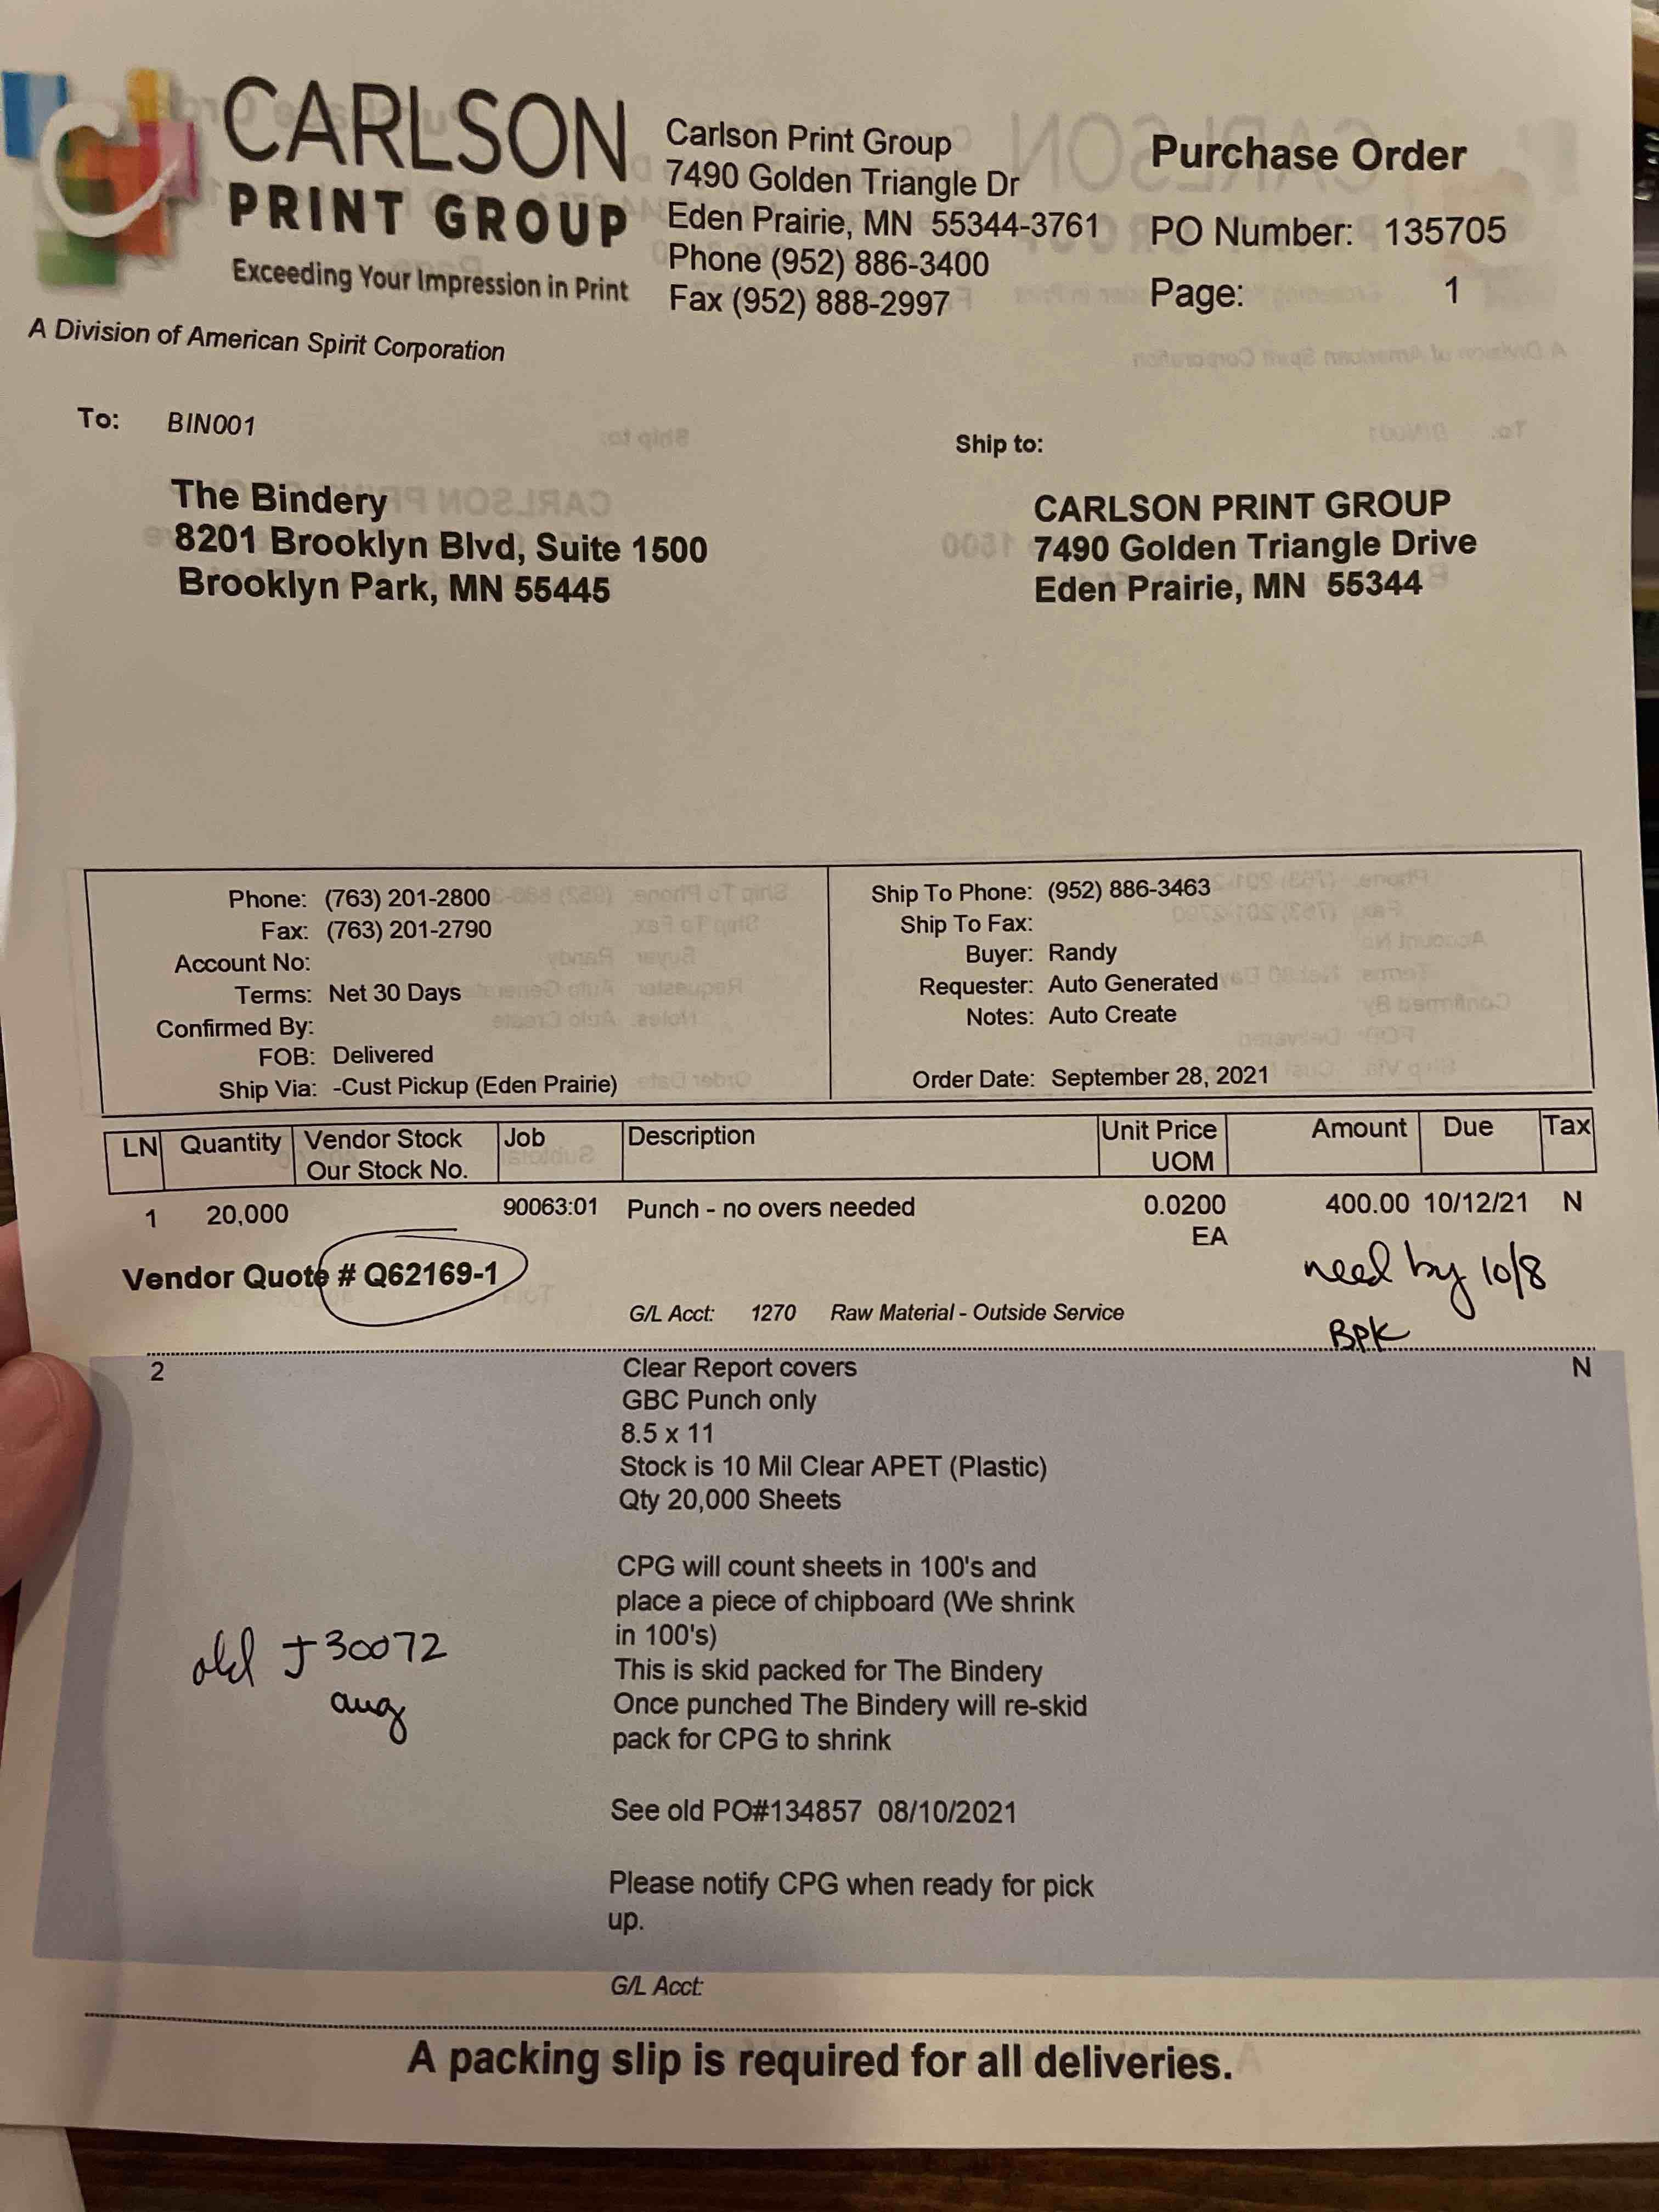 CARLSON
PRINT GROUP
Exceeding Your Impression in Print
A Division of American Spirit Corporation
Carlson Print Group
7490 Golden Triangle Dr
Eden Prairie, MN 55344-3761
Phone (952) 886-3400
Fax (952) 888-2997
Purchase Order
PO Number: 135705
Page: 1
To: BIN001
The Bindery
8201 Brooklyn Blvd, Suite 1500
Brooklyn Park, MN 55445
Ship to:
CARLSON PRINT GROUP
7490 Golden Triangle Drive
Eden Prairie, MN 55344
Phone: (763) 201-2800
Fax: (763) 201-2790
Account No:
Terms: Net 30 Days
Confirmed By:
FOB: Delivered
Ship Via: -Cust Pickup (Eden Prairie)
Ship To Phone: (952) 886-3463
Ship To Fax:
Buyer: Randy
Requester: Auto Generated
Notes: Auto Create
Order Date: September 28, 2021
LN Quantity Vendor Stock Job Description Unit Price Amount Due Tax
Our Stock No. UOM
1 20,000 90063:01 Punch - no overs needed 0.0200 400.00 10/12/21 N
EA
Vendor Quote # Q62169-1
need by 10/8
G/L Acct: 1270 Raw Material - Outside Service
BPK
2 Clear Report covers N
GBC Punch only
8.5 x 11
Stock is 10 Mil Clear APET (Plastic)
Qty 20,000 Sheets
CPG will count sheets in 100's and
place a piece of chipboard (We shrink
in 100's)
This is skid packed for The Bindery
Once punched The Bindery will re-skid
pack for CPG to shrink
old J30072
aug
See old PO#134857 08/10/2021
Please notify CPG when ready for pick
up.
G/L Acct:
A packing slip is required for all deliveries.